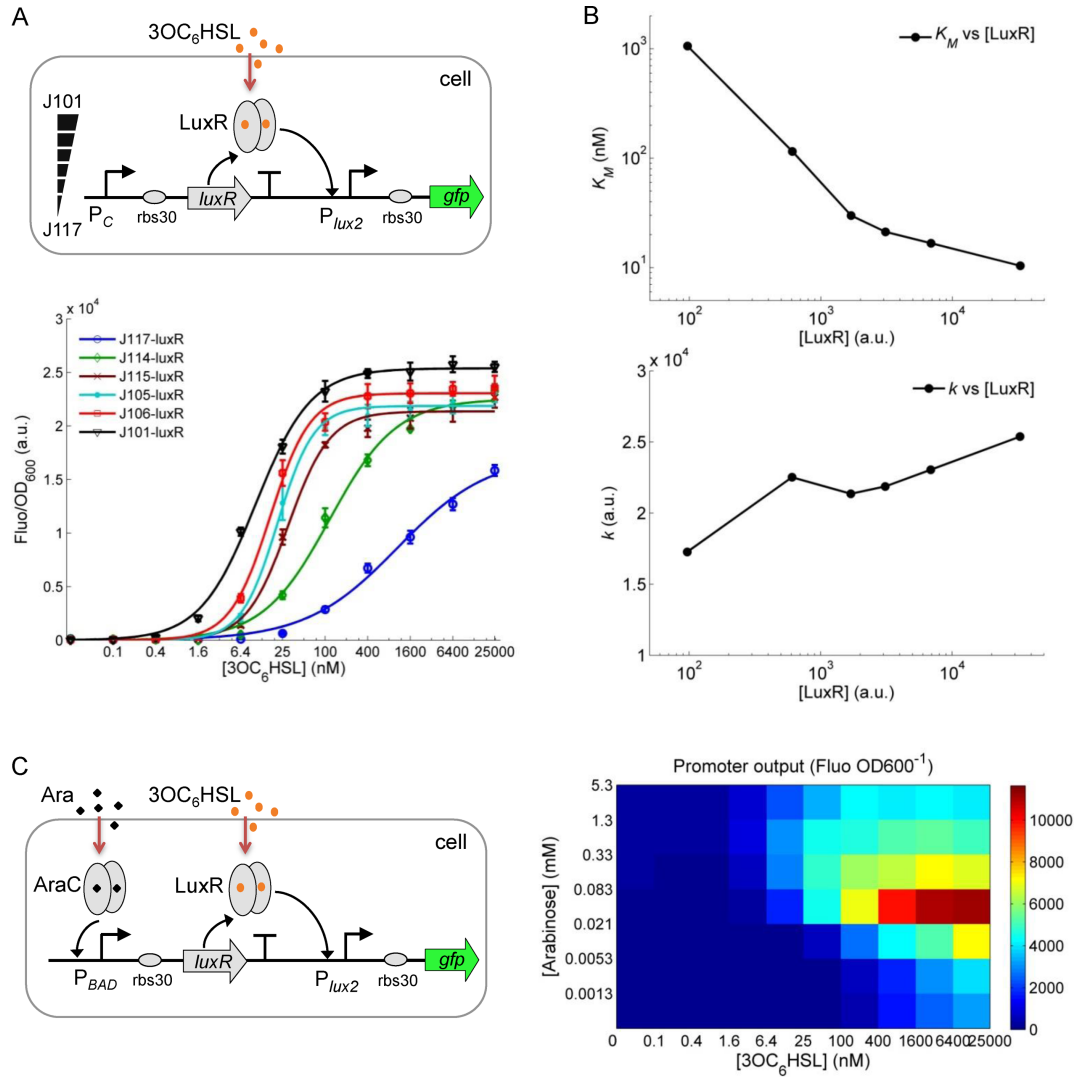 A
3OC6HSL
cell
J101
LuxR
luxR
gfp
PC
rbs30
Plux2
rbs30
J117
x 10^4
3
2.5
2
1.5
1
0.5
0
Fluo/OD600 (a.u.)
J117-luxR
J114-luxR
J115-luxR
J105-luxR
J106-luxR
J101-luxR
0.1 0.4 1.6 6.4 25 100 400 1600 6400 25000
[3OC6HSL] (nM)
B
KM vs [LuxR]
10^3
10^2
10^1
KM (nM)
10^2 10^3 10^4
[LuxR] (a.u.)
x 10^4
3
2.5
2
1.5
1
k (a.u.)
k vs [LuxR]
10^2 10^3 10^4
[LuxR] (a.u.)
C
Ara
3OC6HSL
cell
AraC
LuxR
luxR
gfp
PBAD
rbs30
Plux2
rbs30
Promoter output (Fluo OD600^-1)
5.3
1.3
0.33
0.083
0.021
0.0053
0.0013
[Arabinose] (mM)
0 0.1 0.4 1.6 6.4 25 100 400 1600 6400 25000
[3OC6HSL] (nM)
10000
8000
6000
4000
2000
0